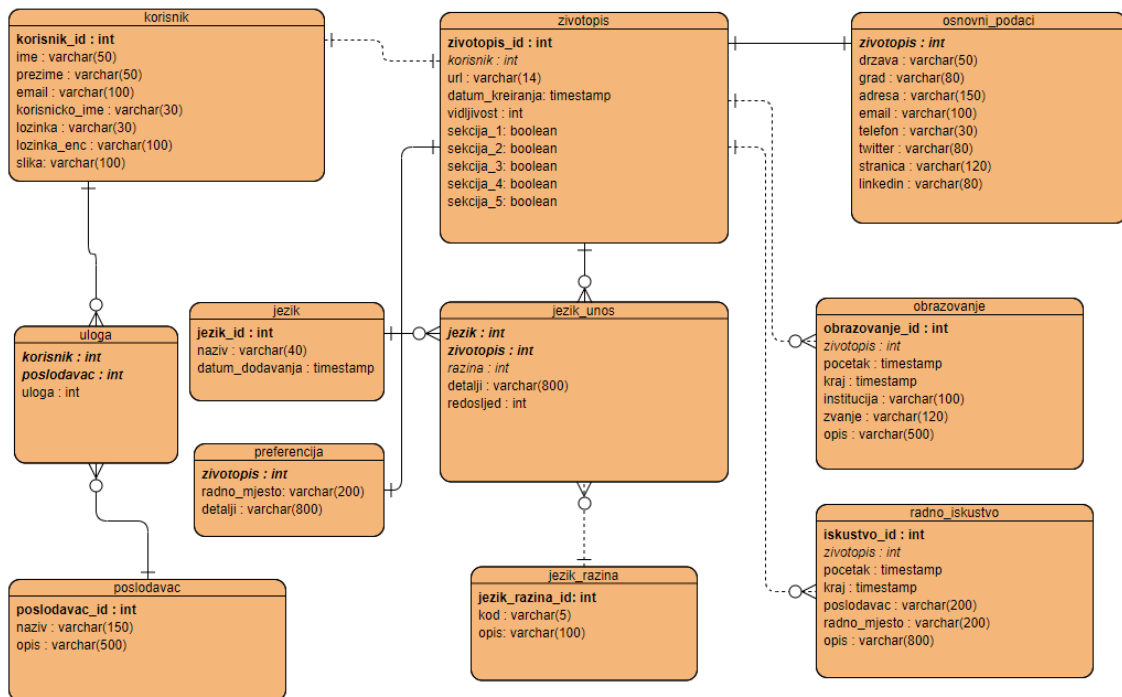 korisnik
korisnik_id : int
ime : varchar(50)
prezime : varchar(50)
email : varchar(100)
korisnicko_ime : varchar(30)
lozinka : varchar(30)
lozinka_enc : varchar(100)
slika: varchar(100)
zivotopis
zivotopis_id : int
korisnik : int
url : varchar(14)
datum_kreiranja: timestamp
vidljivost : int
sekcija_1: boolean
sekcija_2: boolean
sekcija_3: boolean
sekcija_4: boolean
sekcija_5: boolean
osnovni_podaci
zivotopis : int
drzava : varchar(50)
grad : varchar(80)
adresa : varchar(150)
email : varchar(100)
telefon : varchar(30)
twitter : varchar(80)
stranica : varchar(120)
linkedin : varchar(80)
uloga
korisnik : int
poslodavac : int
uloga : int
jezik
jezik_id : int
naziv : varchar(40)
datum_dodavanja : timestamp
jezik_unos
jezik : int
zivotopis : int
razina : int
detalji : varchar(800)
redosljed : int
obrazovanje
obrazovanje_id : int
zivotopis : int
pocetak : timestamp
kraj : timestamp
institucija : varchar(100)
zvanje : varchar(120)
opis : varchar(500)
preferencija
zivotopis : int
radno_mjesto: varchar(200)
detalji : varchar(800)
radno_iskustvo
iskustvo_id : int
zivotopis : int
pocetak : timestamp
kraj : timestamp
poslodavac : varchar(200)
radno_mjesto : varchar(200)
opis : varchar(800)
poslodavac
poslodavac_id : int
naziv : varchar(150)
opis : varchar(500)
jezik_razina
jezik_razina_id: int
kod : varchar(5)
opis: varchar(100)